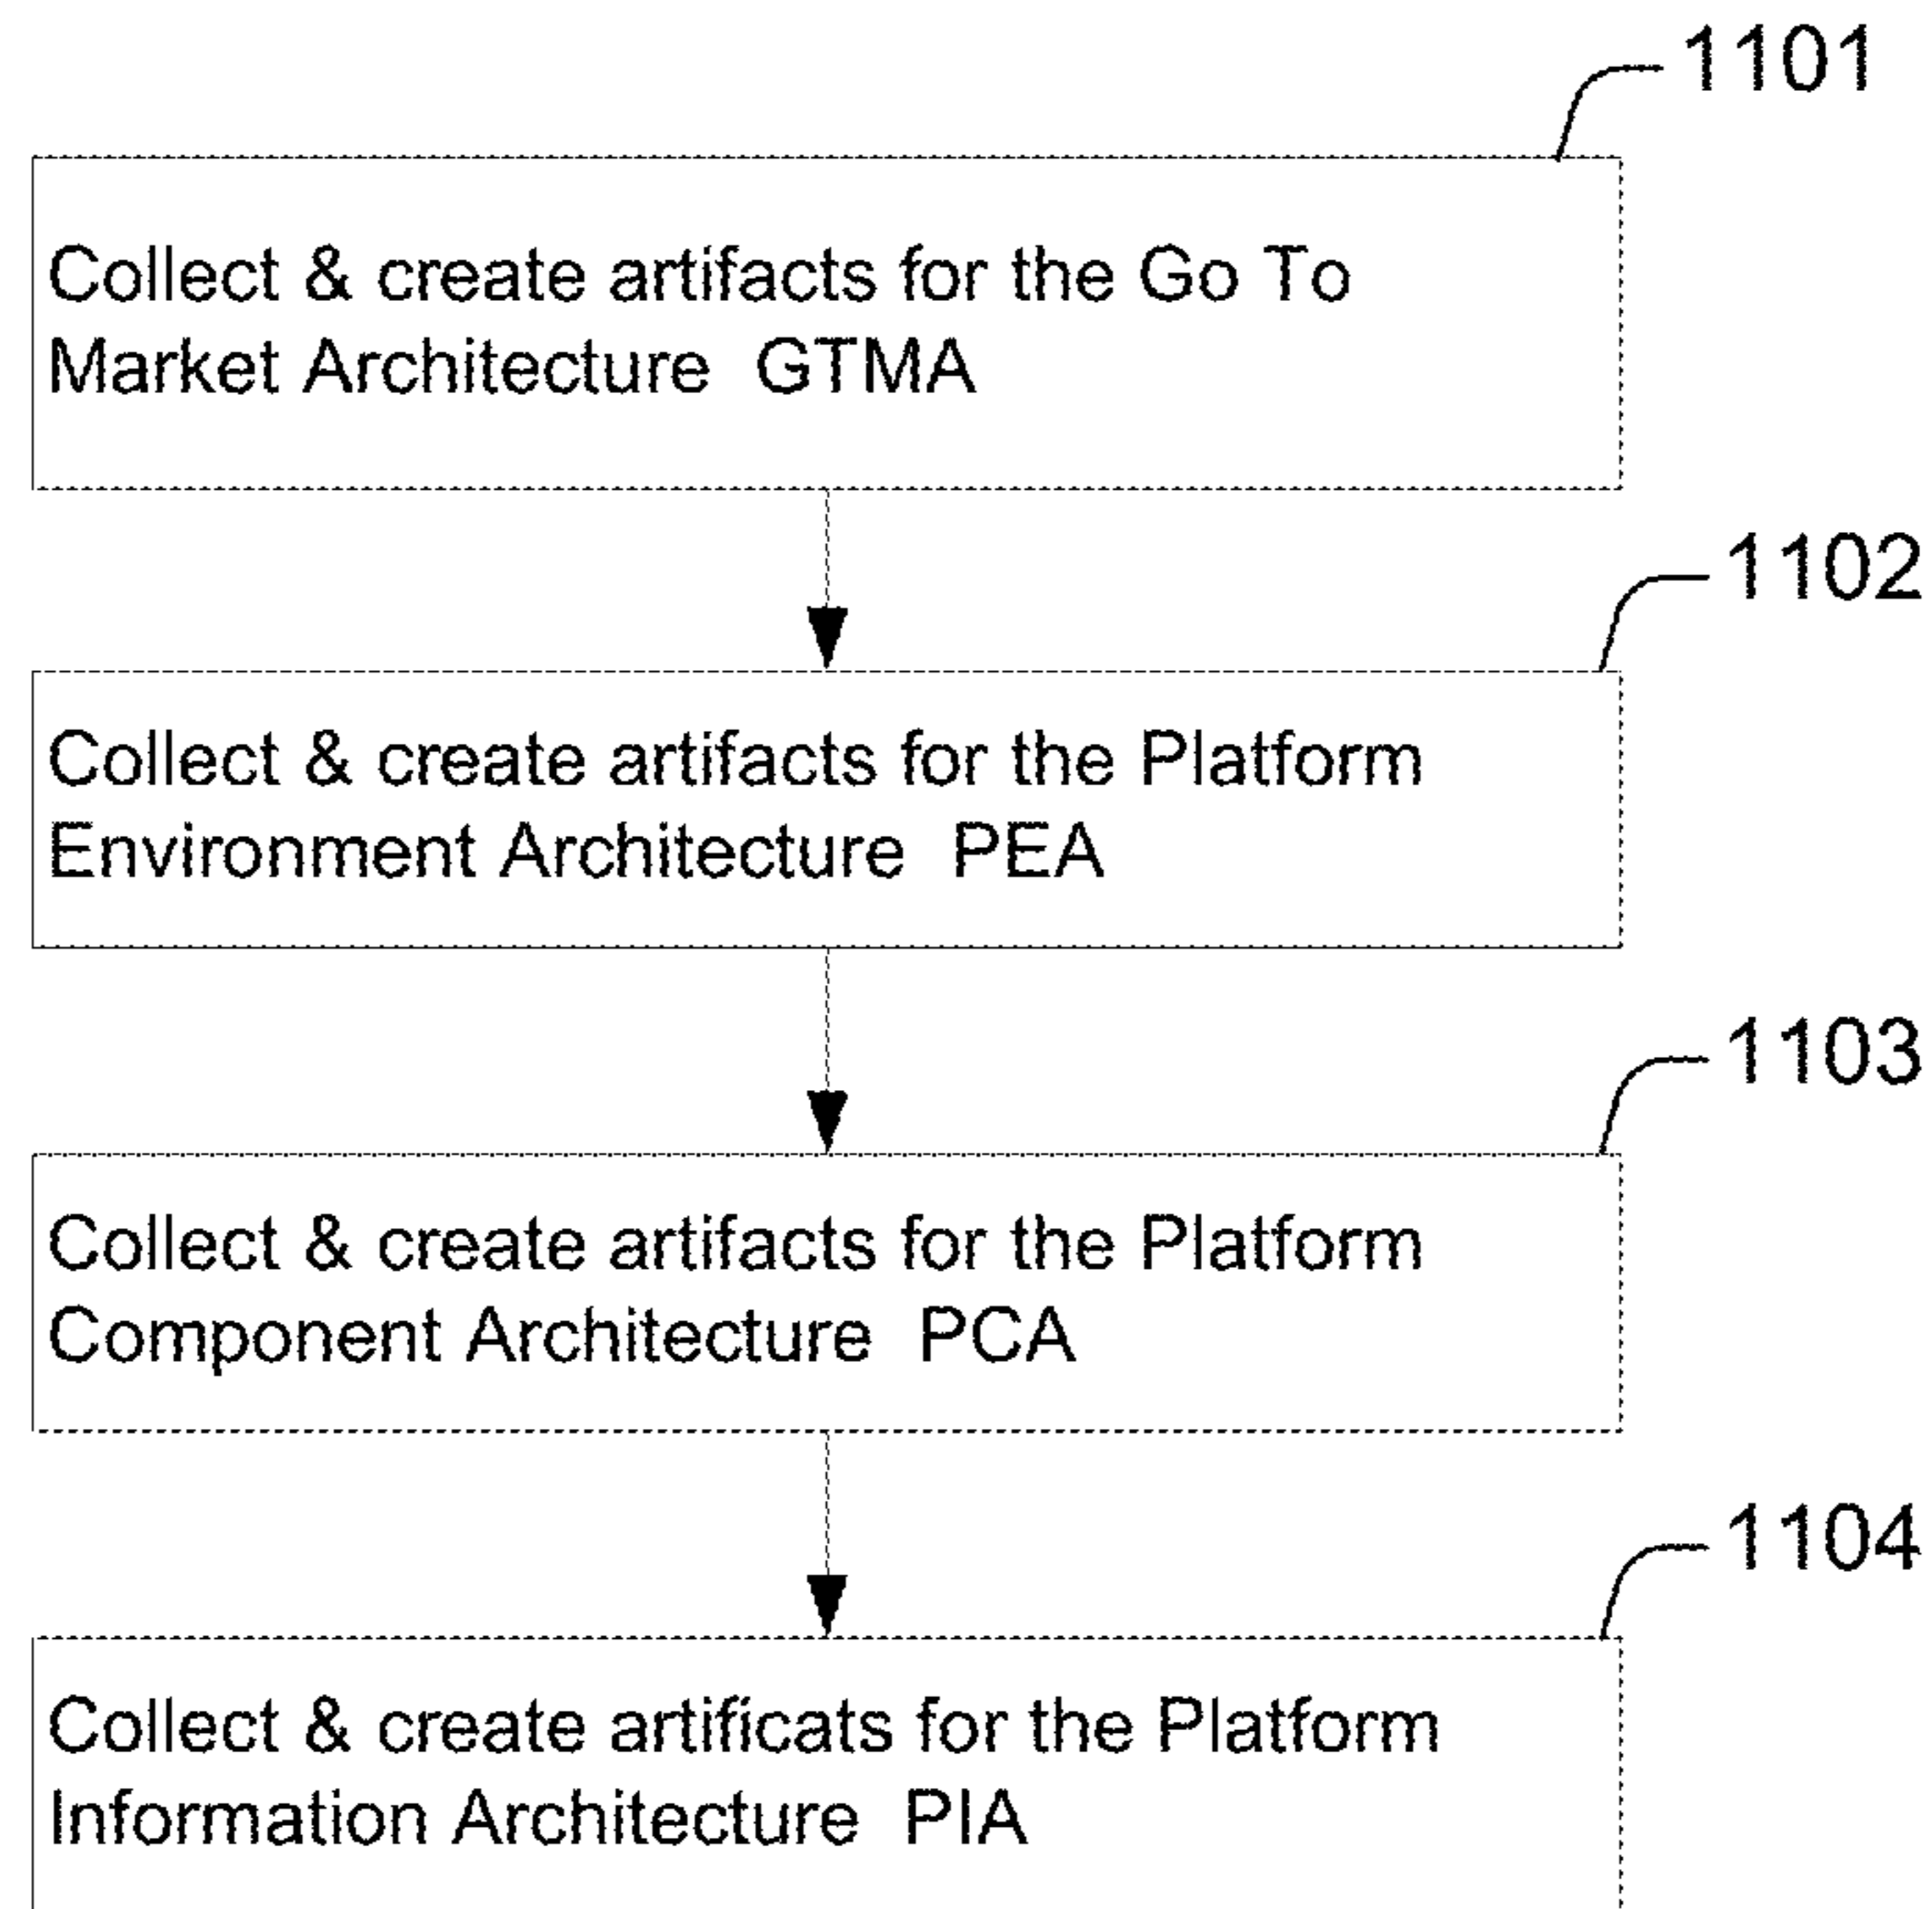 1101
Collect & create artifacts for the Go To
Market Architecture GTMA
1102
Collect & create artifacts for the Platform
Environment Architecture PEA
1103
Collect & create artifacts for the Platform
Component Architecture PCA
1104
Collect & create artificats for the Platform
Information Architecture PIA